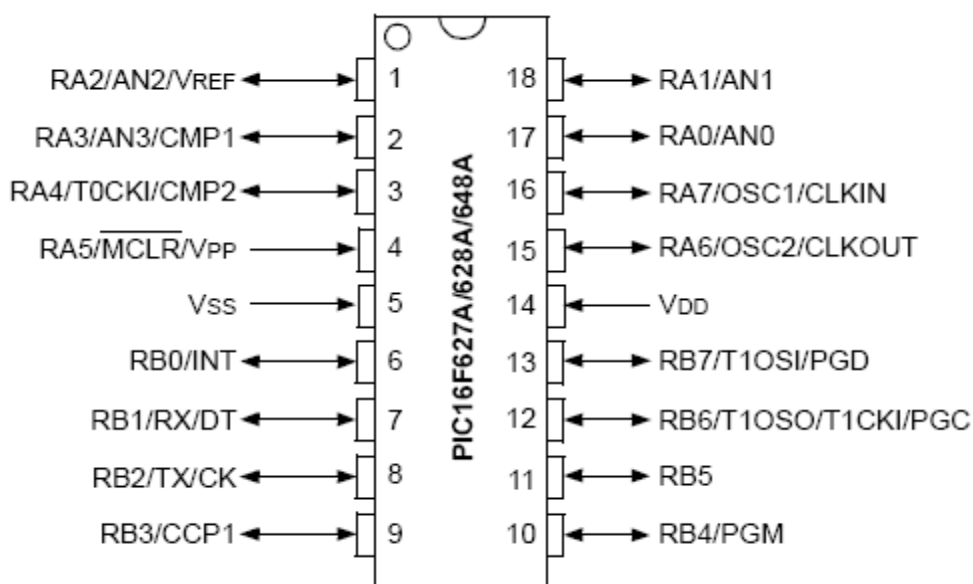 RA2/AN2/VREF 1 18 RA1/AN1
RA3/AN3/CMP1 2 17 RA0/AN0
RA4/T0CKI/CMP2 3 16 RA7/OSC1/CLKIN
RA5/MCLR/VPP 4 15 RA6/OSC2/CLKOUT
VSS 5 14 VDD
RB0/INT 6 13 RB7/T1OSI/PGD
RB1/RX/DT 7 12 RB6/T1OSO/T1CKI/PGC
RB2/TX/CK 8 11 RB5
RB3/CCP1 9 10 RB4/PGM
PIC16F627A/628A/648A